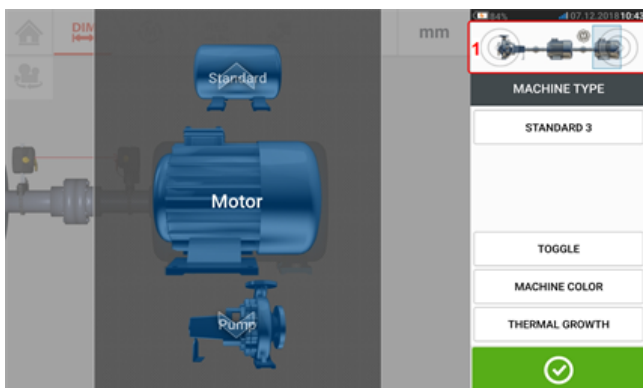 84% 07.12.2018 10:43
DIM
mm
1
M
MACHINE TYPE
Standard
STANDARD 3
Motor
TOGGLE
MACHINE COLOR
Pump
THERMAL GROWTH